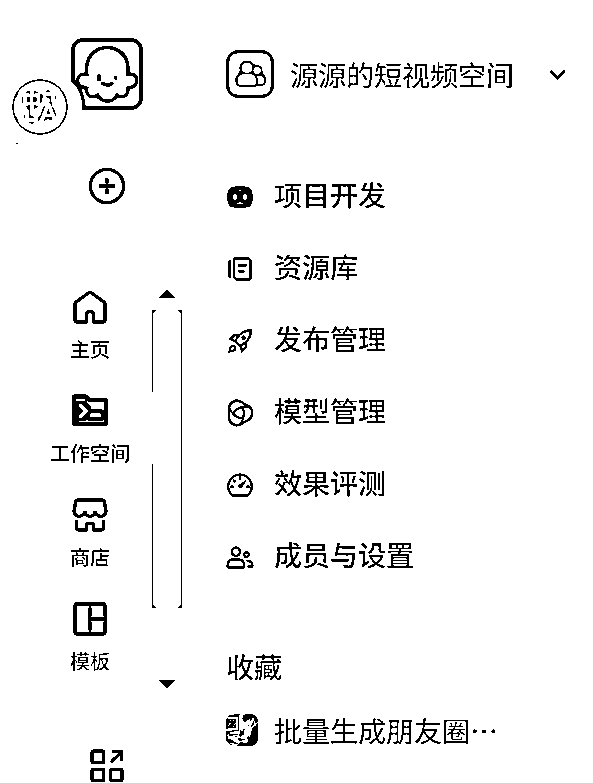 源源的短视频空间
项目开发
资源库
发布管理
模型管理
效果评测
成员与设置
收藏
批量生成朋友圈…
主页
工作空间
商店
模板